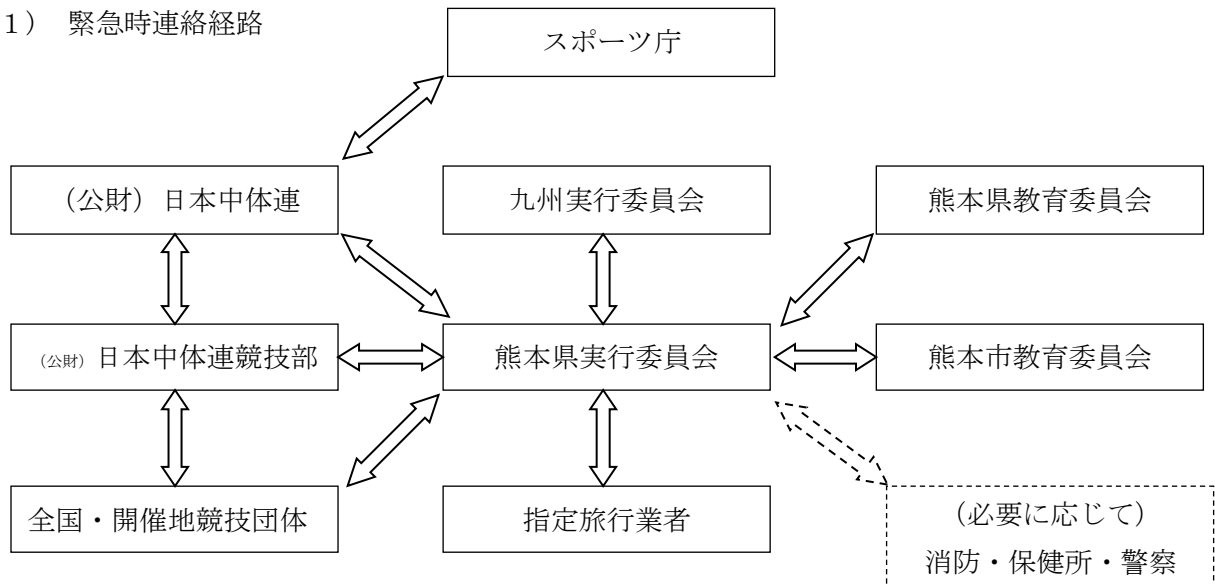 １） 緊急時連絡経路
スポーツ庁
（公財）日本中体連
九州実行委員会
熊本県教育委員会
（公財）日本中体連競技部
熊本県実行委員会
熊本市教育委員会
全国・開催地競技団体
指定旅行業者
（必要に応じて）
消防・保健所・警察